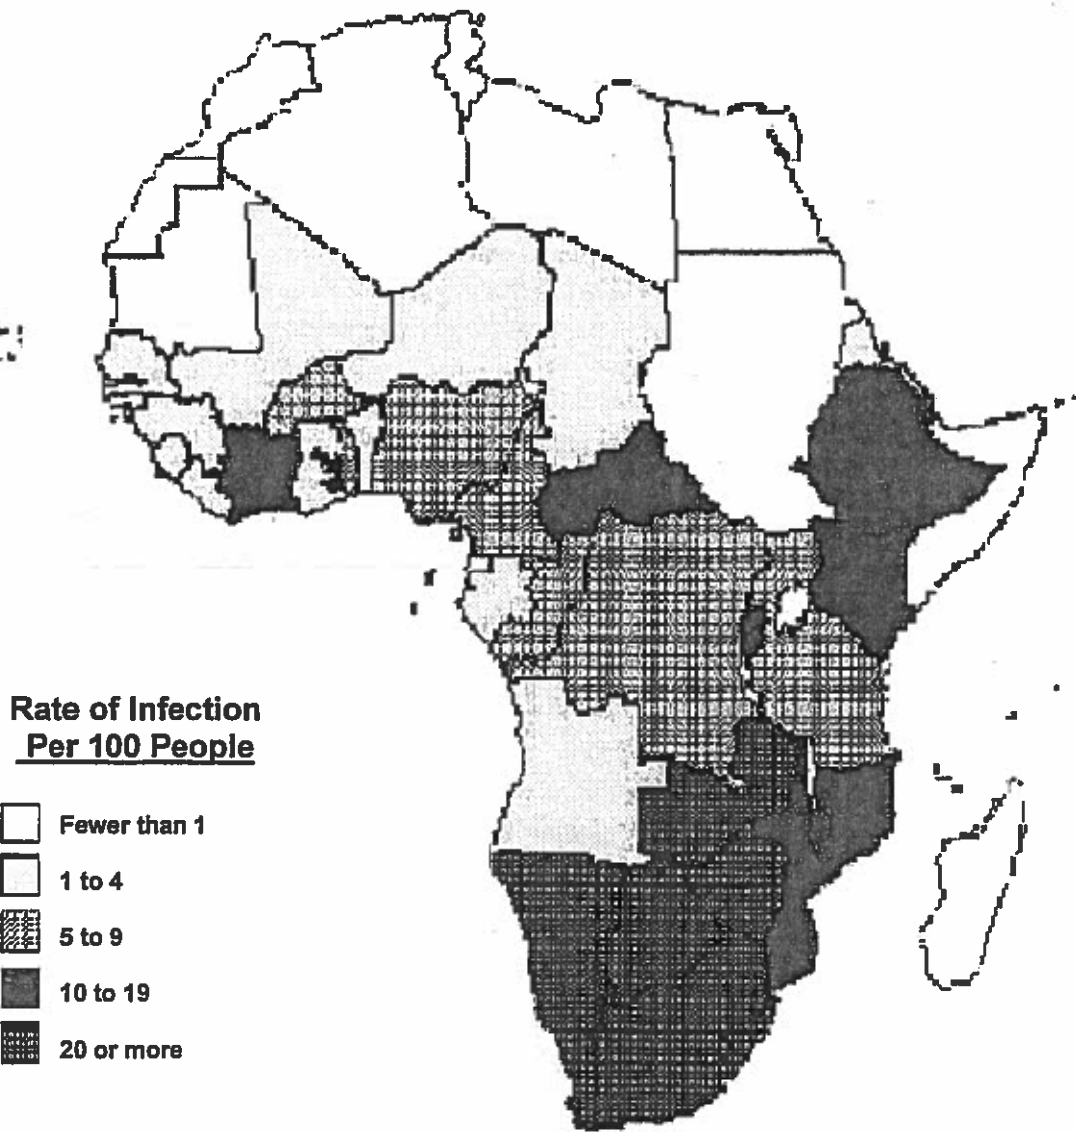 Rate of Infection
Per 100 People
Fewer than 1
1 to 4
5 to 9
10 to 19
20 or more